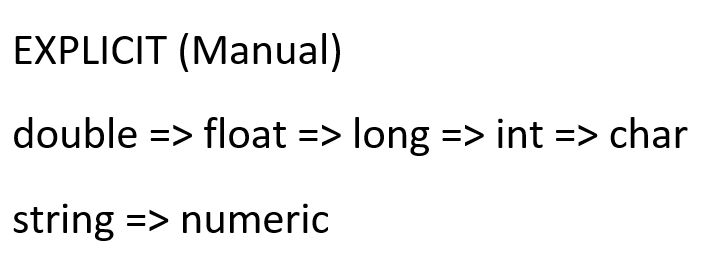 EXPLICIT (Manual)
double => float => long => int => char
string => numeric